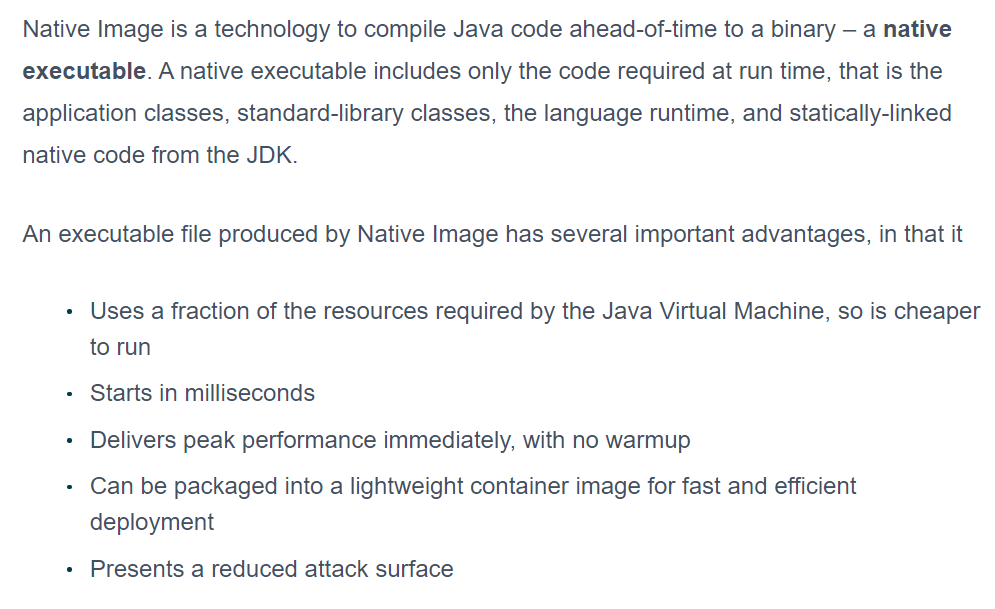 Native Image is a technology to compile Java code ahead-of-time to a binary – a native
executable. A native executable includes only the code required at run time, that is the
application classes, standard-library classes, the language runtime, and statically-linked
native code from the JDK.
An executable file produced by Native Image has several important advantages, in that it
• Uses a fraction of the resources required by the Java Virtual Machine, so is cheaper
to run
• Starts in milliseconds
• Delivers peak performance immediately, with no warmup
• Can be packaged into a lightweight container image for fast and efficient
deployment
• Presents a reduced attack surface